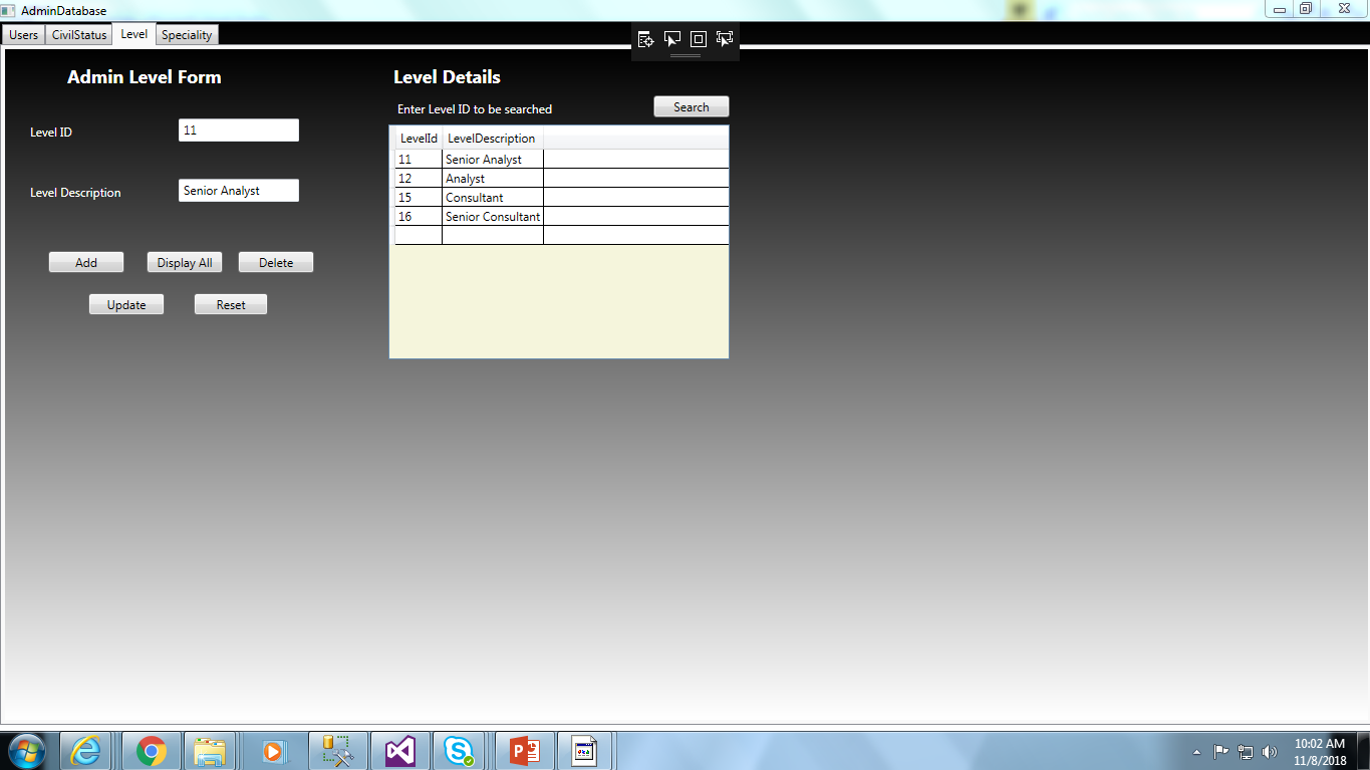 AdminDatabase
Users CivilStatus Level Speciality
Admin Level Form
Level ID 11
Level Description Senior Analyst
Add Display All Delete
Update Reset
Level Details
Enter Level ID to be searched Search
LevelId LevelDescription
11 Senior Analyst
12 Analyst
15 Consultant
16 Senior Consultant
10:02 AM
11/8/2018